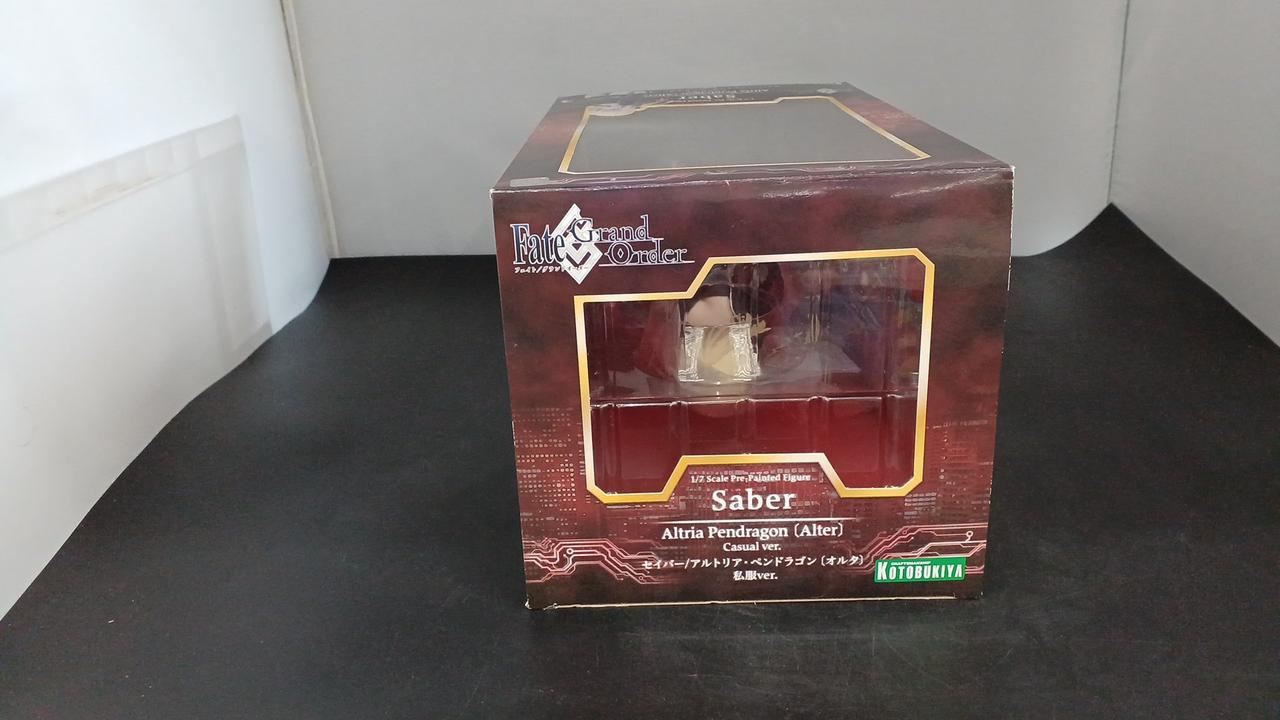 Saber
Fate/Grand Order
フェイト/グランドオーダー
1/7 Scale Pre-Painted Figure
Saber
Altria Pendragon (Alter)
Casual ver.
セイバー/アルトリア・ペンドラゴン〔オルタ〕
私服ver.
CRAFTSMANSHIP
KOTOBUKIYA